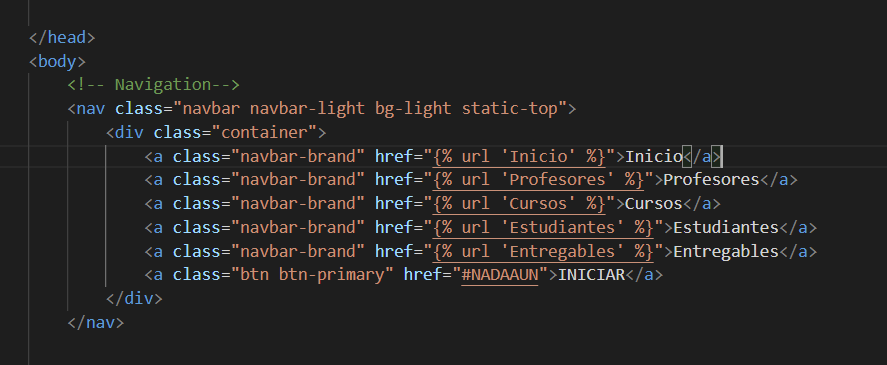 </head>
<body>
<!-- Navigation-->
<nav class="navbar navbar-light bg-light static-top">
<div class="container">
<a class="navbar-brand" href="{% url 'Inicio' %}">Inicio</a>
<a class="navbar-brand" href="{% url 'Profesores' %}">Profesores</a>
<a class="navbar-brand" href="{% url 'Cursos' %}">Cursos</a>
<a class="navbar-brand" href="{% url 'Estudiantes' %}">Estudiantes</a>
<a class="navbar-brand" href="{% url 'Entregables' %}">Entregables</a>
<a class="btn btn-primary" href="#NADAAUN">INICIAR</a>
</div>
</nav>